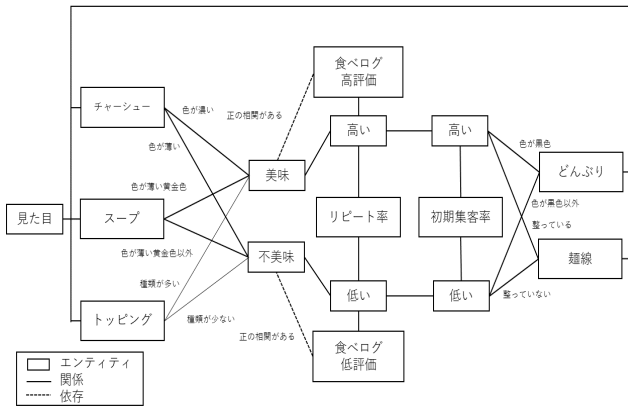 食べログ
高評価
チャーシュー
色が濃い
正の相関がある
高い
高い
色が黒色
色が薄い
美味
どんぶり
色が薄い黄金色
色が黒色以外
見た目
スープ
リピート率
初期集客率
整っている
色が薄い黄金色以外
不美味
麺線
種類が多い
低い
低い
整っていない
トッピング
種類が少ない
正の相関がある
食べログ
低評価
エンティティ
関係
依存